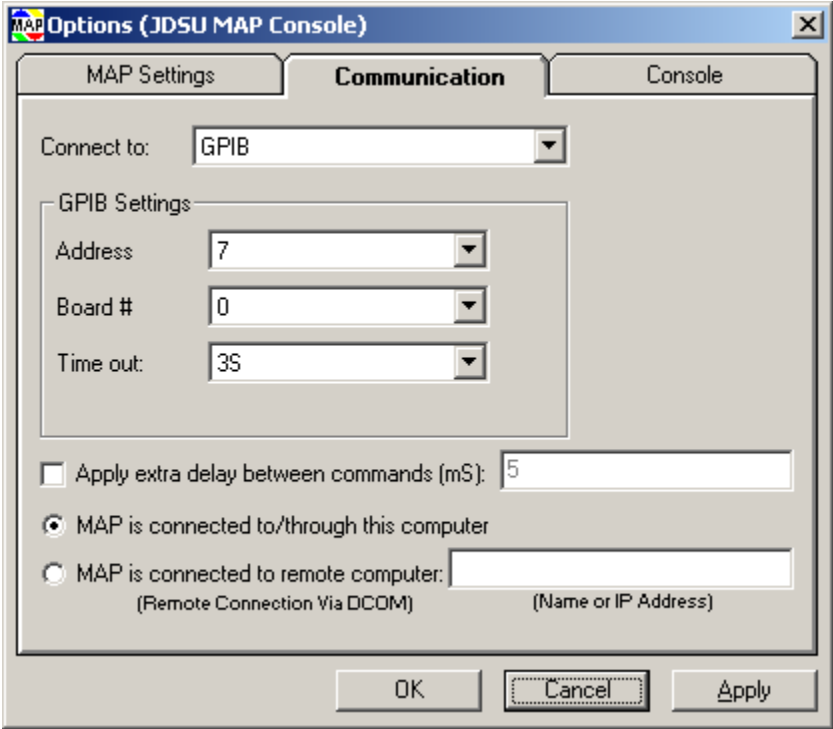 MAP Options (JDSU MAP Console)
MAP Settings Communication Console
Connect to: GPIB
GPIB Settings
Address 7
Board # 0
Time out: 3S
Apply extra delay between commands (mS): 5
MAP is connected to/through this computer
MAP is connected to remote computer:
(Remote Connection Via DCOM) (Name or IP Address)
OK Cancel Apply